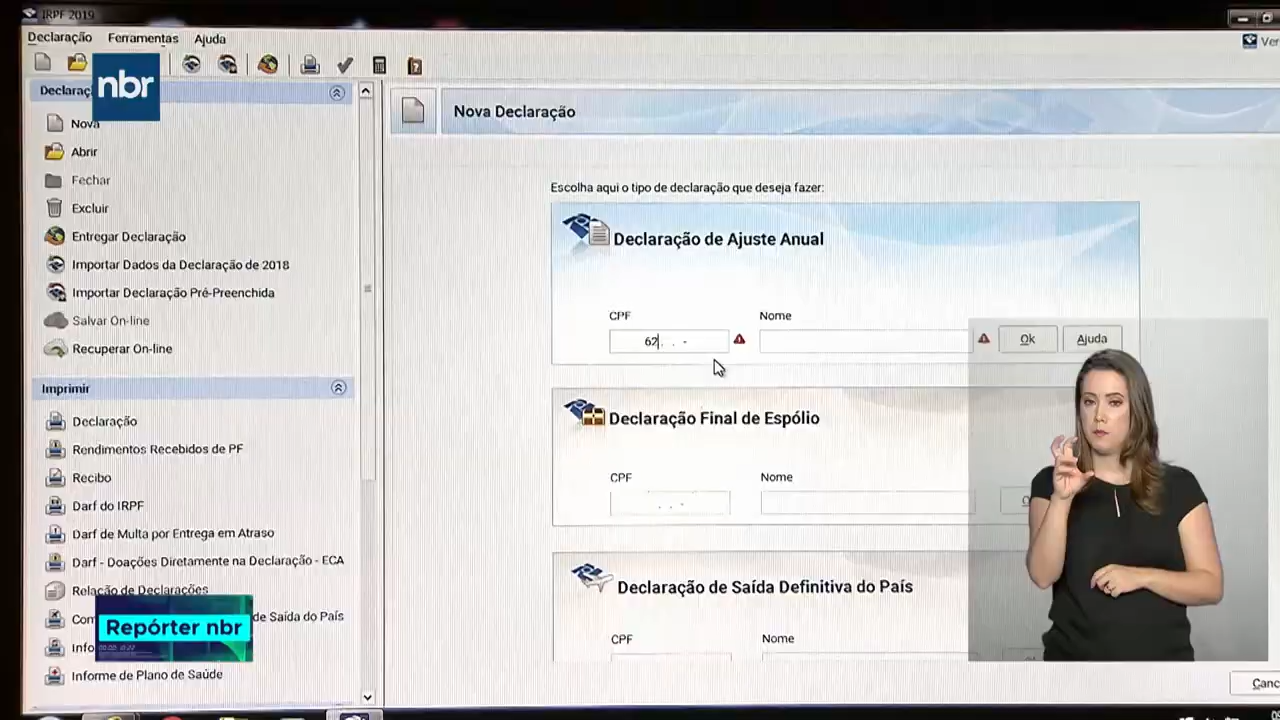 IRPF 2019
Declaração Ferramentas Ajuda
Ver
nbr
Nova
Abrir
Fechar
Excluir
Entregar Declaração
Importar Dados da Declaração de 2018
Importar Declaração Pré-Preenchida
Salvar On-line
Recuperar On-line
Imprimir
Declaração
Rendimentos Recebidos de PF
Recibo
Darf do IRPF
Darf de Multa por Entrega em Atraso
Darf - Doações Diretamente na Declaração - ECA
Relação de Declarações
Com de Saída do País
Info
Informe de Plano de Saúde
Repórter nbr
Nova Declaração
Escolha aqui o tipo de declaração que deseja fazer:
Declaração de Ajuste Anual
CPF Nome
62 . . - Ok Ajuda
Declaração Final de Espólio
CPF Nome
. . -
Declaração de Saída Definitiva do País
CPF Nome
Canc